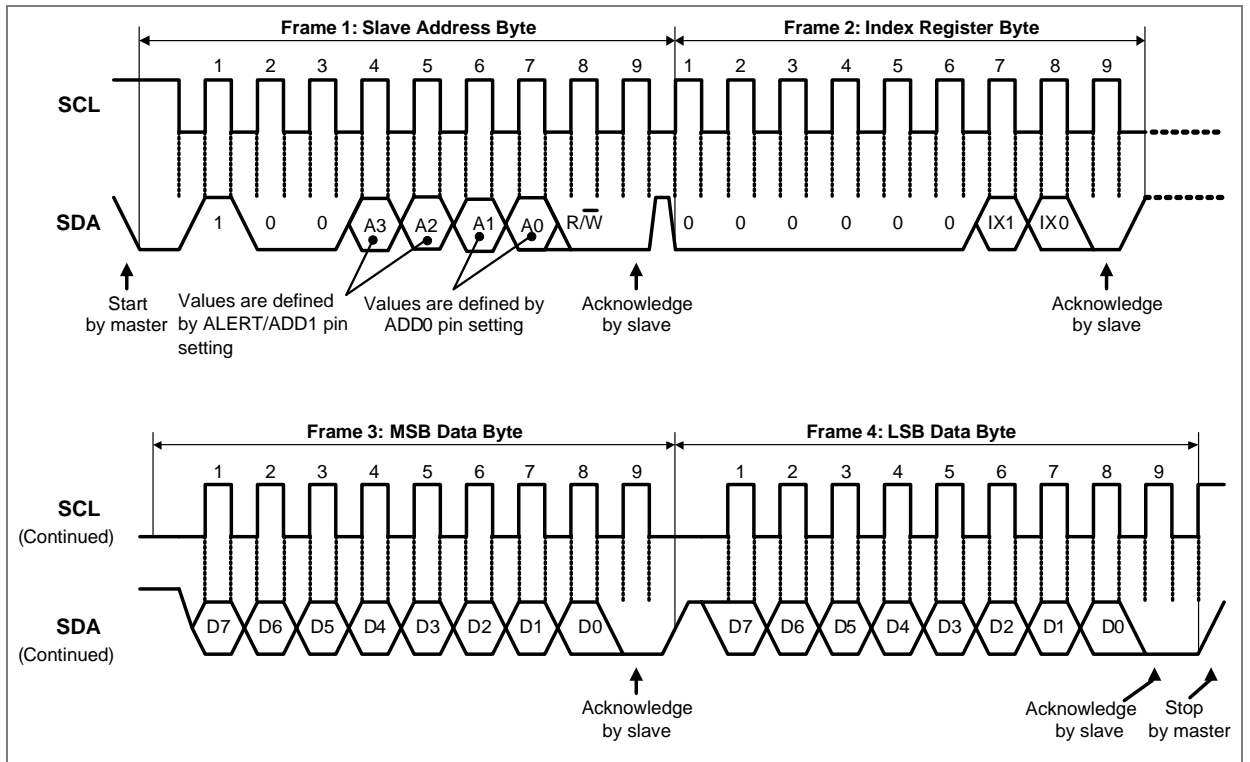 Frame 1: Slave Address Byte
Frame 2: Index Register Byte
1 2 3 4 5 6 7 8 9 1 2 3 4 5 6 7 8 9
SCL
SDA
1 0 0 A3 A2 A1 A0 R/W̅ 0 0 0 0 0 0 IX1 IX0
Start
by master
Values are defined
by ALERT/ADD1 pin
setting
Values are defined by
ADD0 pin setting
Acknowledge
by slave
Acknowledge
by slave
Frame 3: MSB Data Byte
Frame 4: LSB Data Byte
1 2 3 4 5 6 7 8 9 1 2 3 4 5 6 7 8 9
SCL
(Continued)
SDA
(Continued)
D7 D6 D5 D4 D3 D2 D1 D0 D7 D6 D5 D4 D3 D2 D1 D0
Acknowledge
by slave
Acknowledge
by slave
Stop
by master